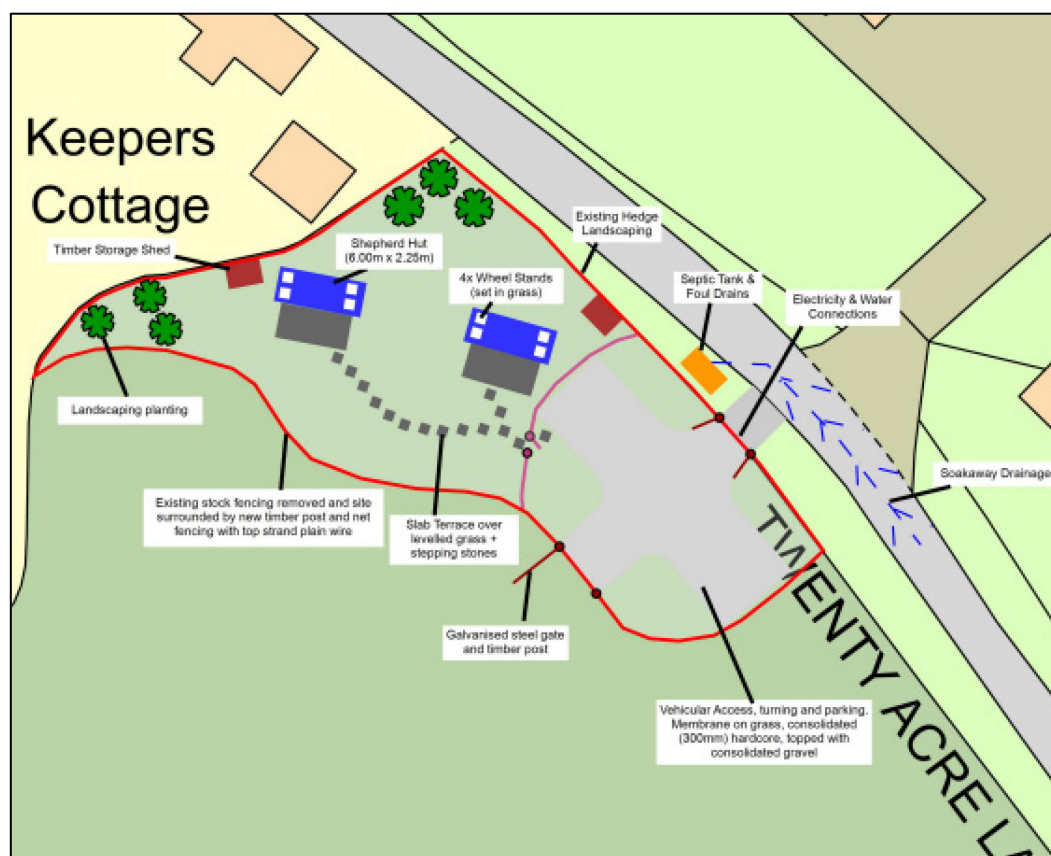 Keepers
Cottage
Existing Hedge
Landscaping
Timber Storage Shed
Shepherd Hut
(6.00m x 2.25m)
4x Wheel Stands
(set in grass)
Septic Tank &
Foul Drains
Electricity & Water
Connections
Landscaping planting
Soakaway Drainage
Existing stock fencing removed and site
surrounded by new timber post and net
fencing with top strand plain wire
Slab Terrace over
levelled grass +
stepping stones
Galvanised steel gate
and timber post
Vehicular Access, turning and parking.
Membrane on grass, consolidated
(300mm) hardcore, topped with
consolidated gravel
TWENTY ACRE LA